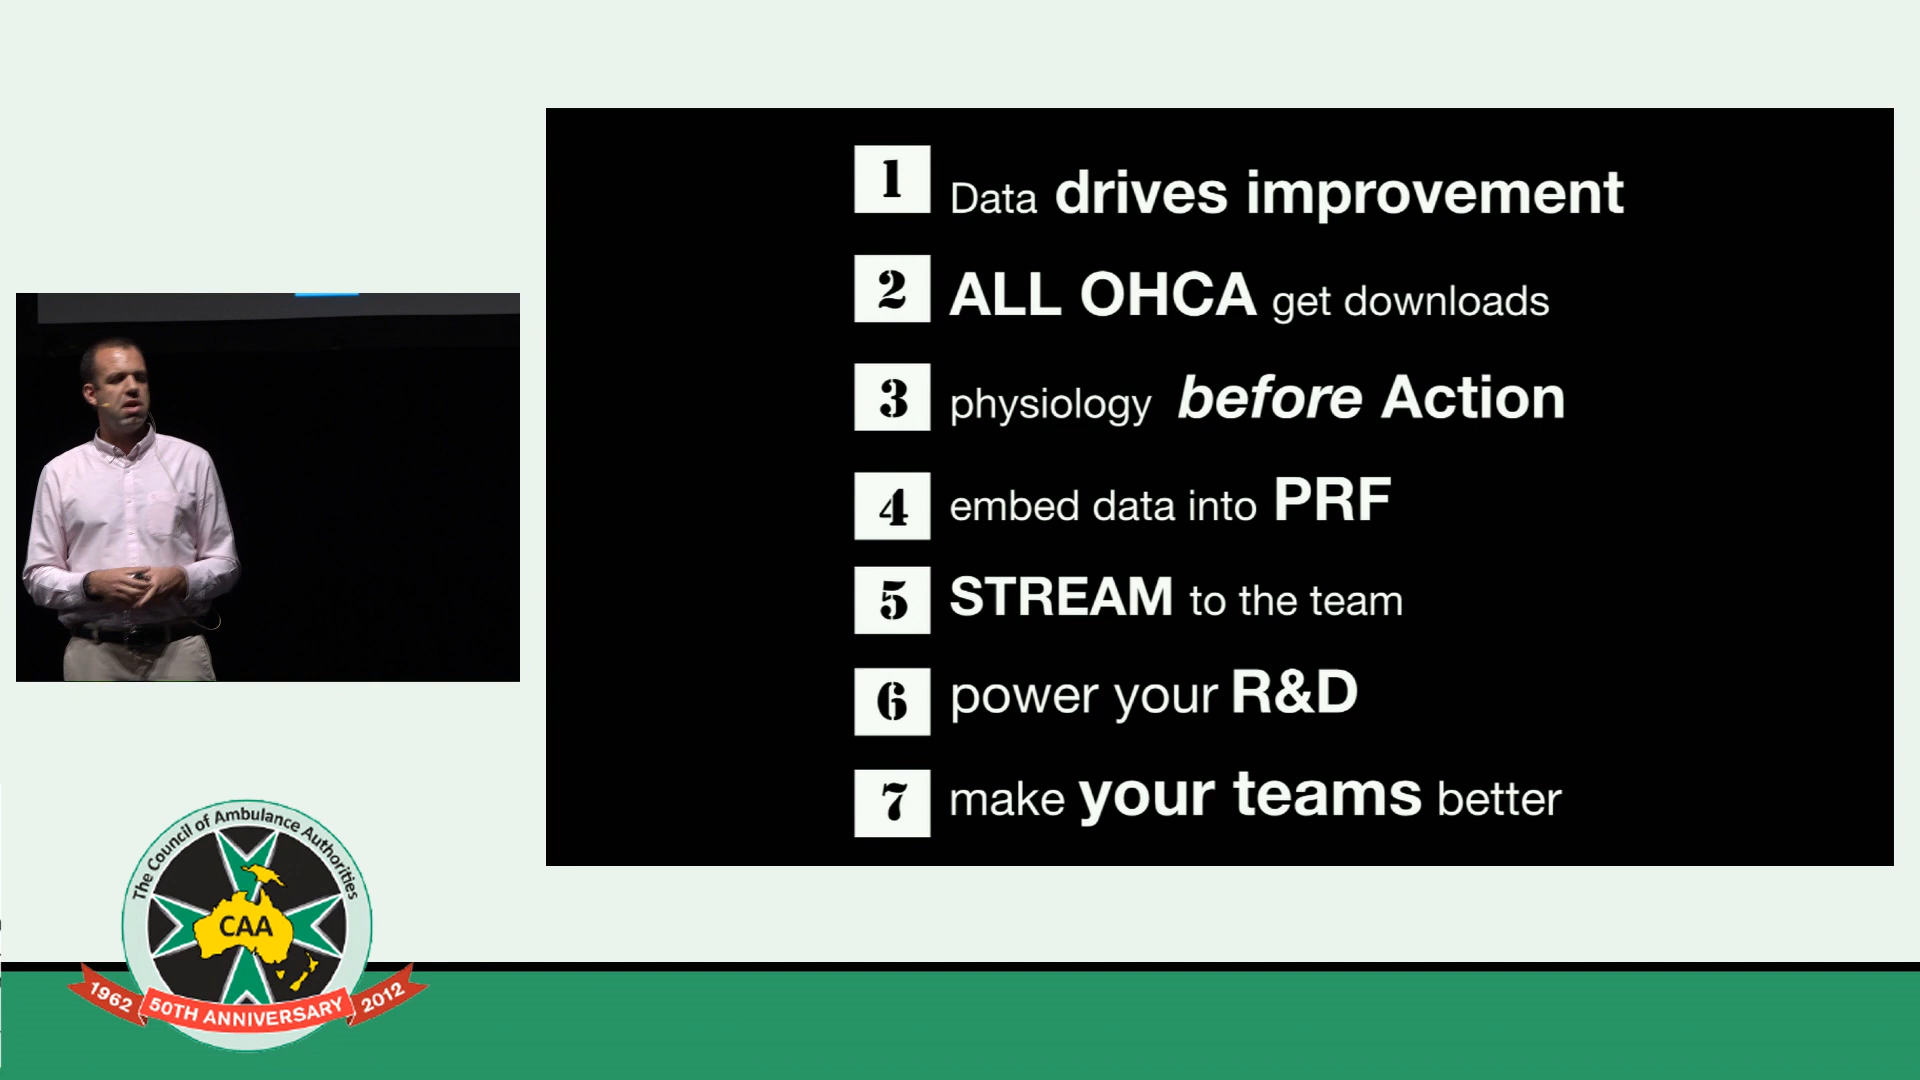 1 Data drives improvement
2 ALL OHCA get downloads
3 physiology before Action
4 embed data into PRF
5 STREAM to the team
6 power your R&D
7 make your teams better
The Council of Ambulance Authorities
CAA
1962 50TH ANNIVERSARY 2012